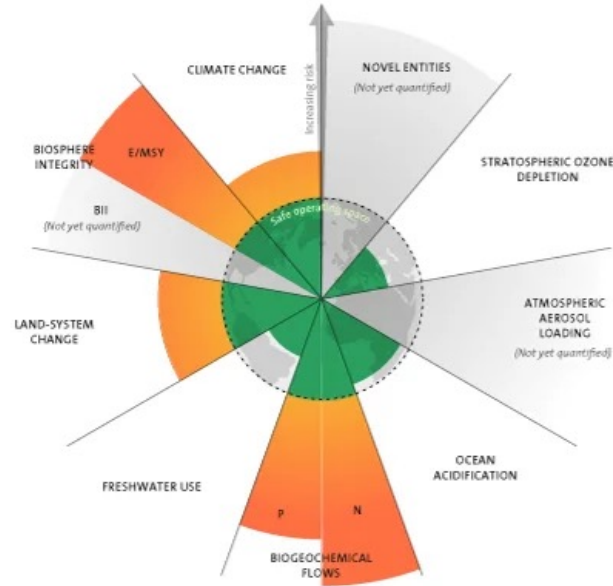 CLIMATE CHANGE
Increasing risk
NOVEL ENTITIES
(Not yet quantified)
BIOSPHERE
INTEGRITY
E/MSY
STRATOSPHERIC OZONE
DEPLETION
BII
(Not yet quantified)
Safe operating space
LAND-SYSTEM
CHANGE
ATMOSPHERIC
AEROSOL
LOADING
(Not yet quantified)
FRESHWATER USE
OCEAN
ACIDIFICATION
P
N
BIOGEOCHEMICAL
FLOWS